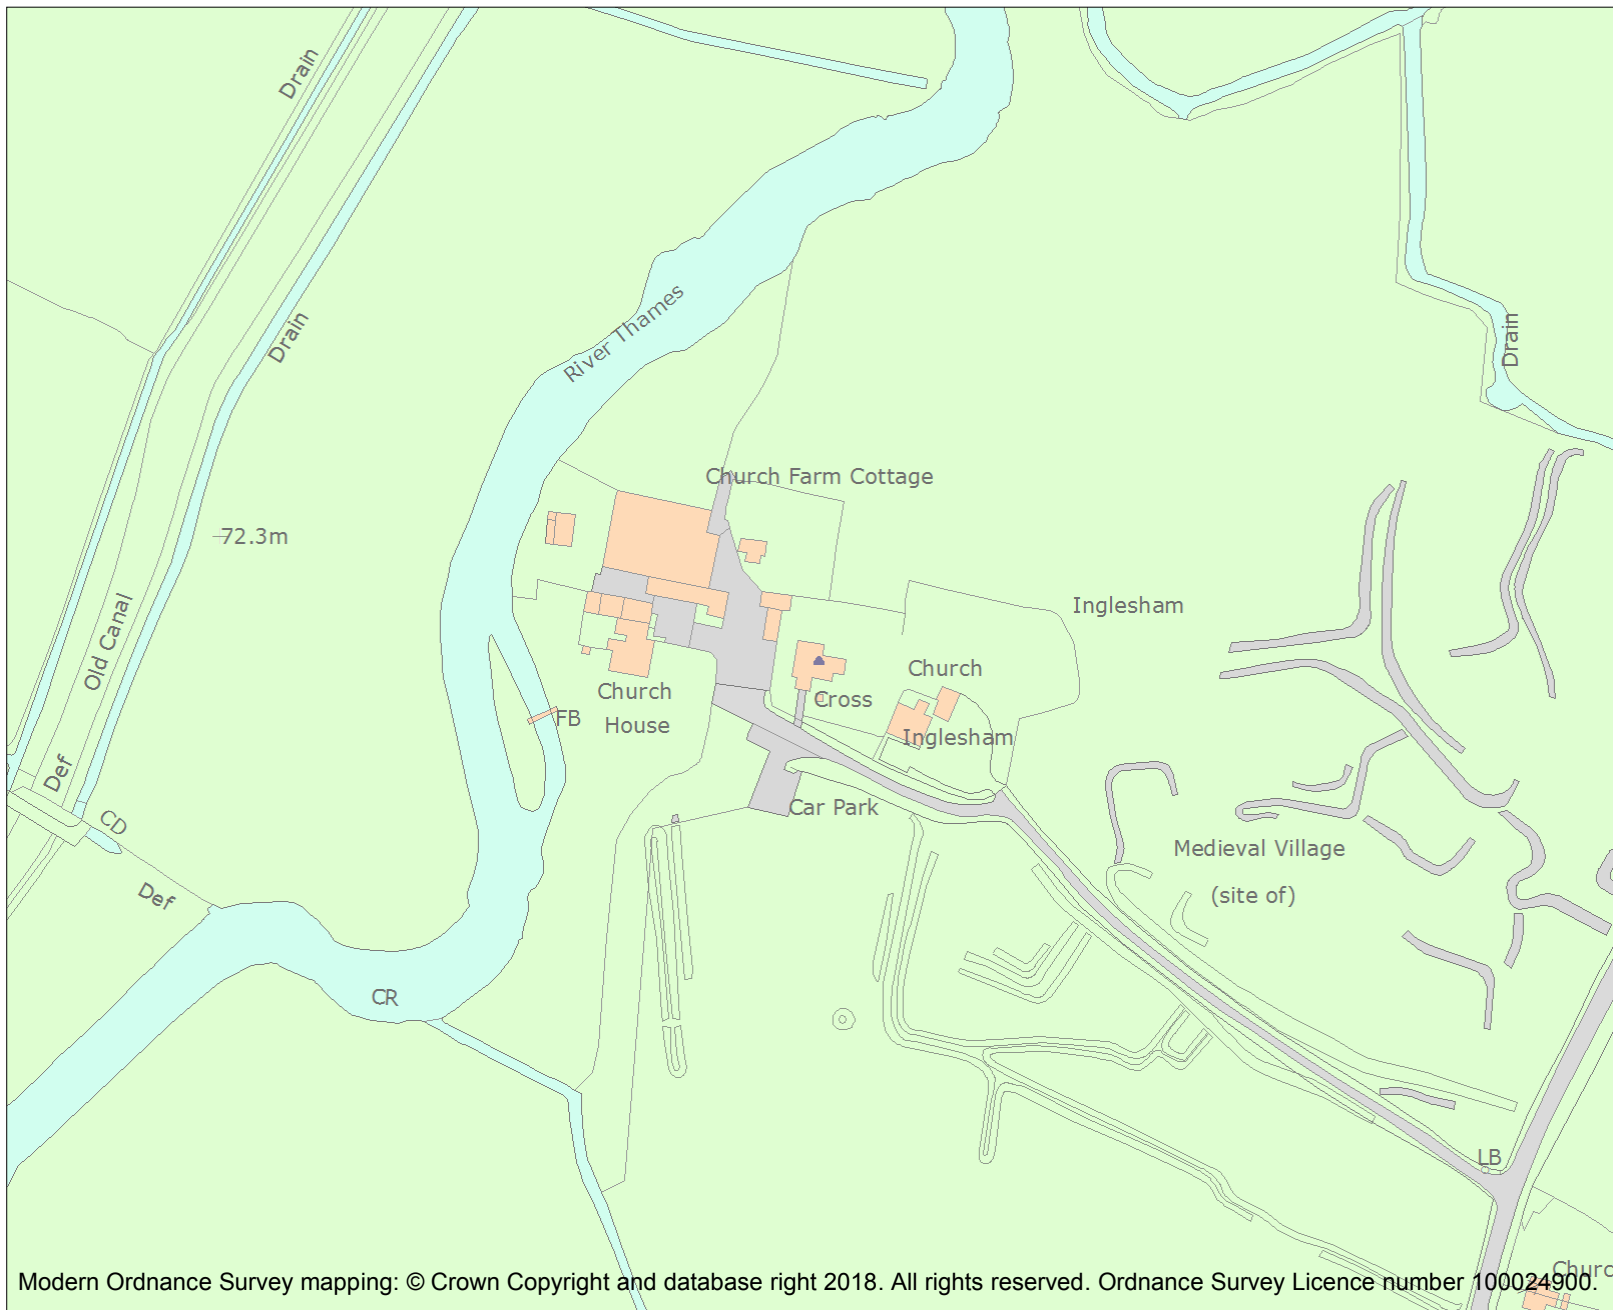 Drain
River Thames
Drain
Drain
Church Farm Cottage
72.3m
Inglesham
Old Canal
Church
Church
House
Cross
FB
Inglesham
Def
Car Park
CD
Medieval Village
(site of)
Def
CR
LB
Churc
Modern Ordnance Survey mapping: © Crown Copyright and database right 2018. All rights reserved. Ordnance Survey Licence number 100024900.